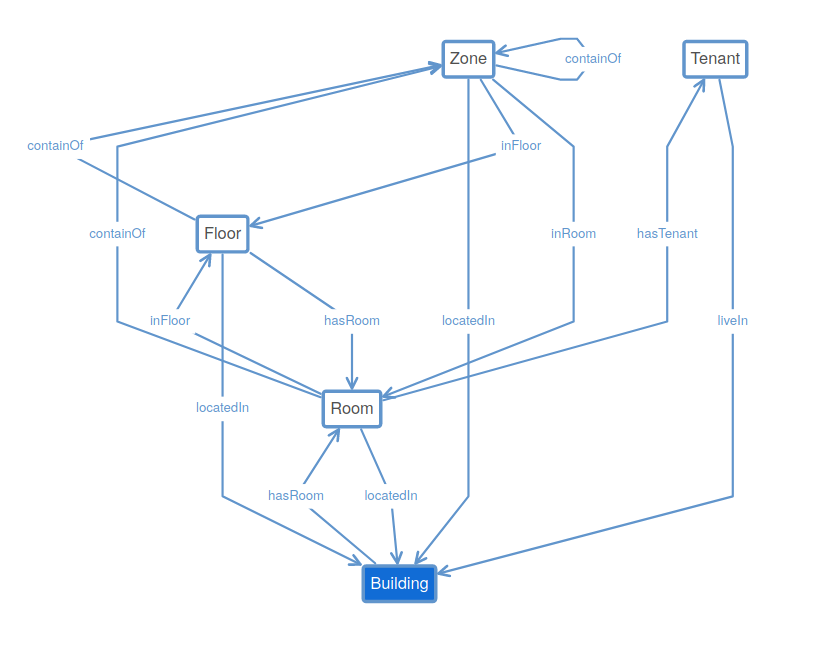 Zone
containOf
Tenant
containOf
inFloor
Floor
containOf
inRoom
hasTenant
inFloor
hasRoom
locatedIn
liveIn
locatedIn
Room
hasRoom
locatedIn
Building